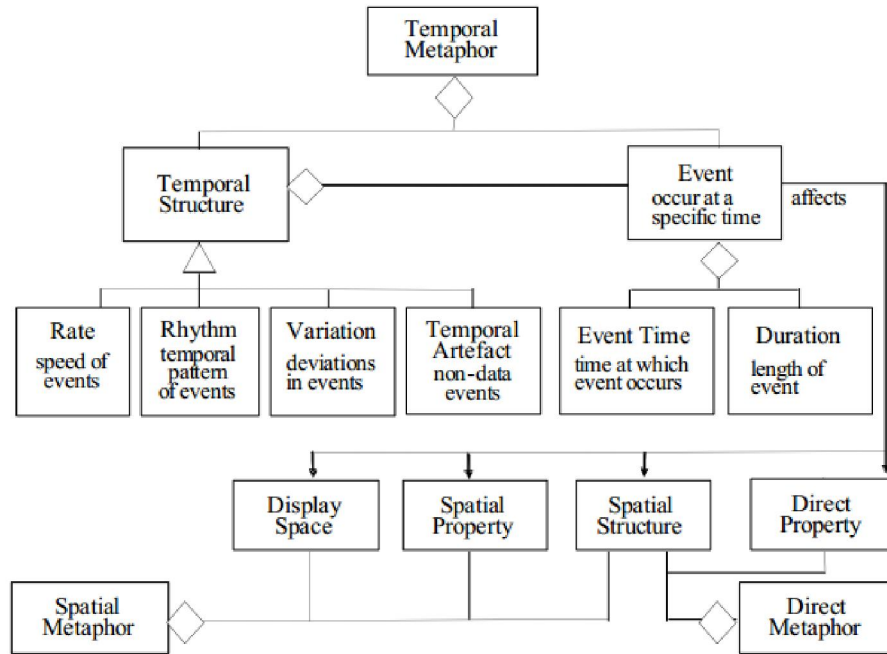 Temporal
Metaphor
Temporal
Structure
Event
occur at a
specific time
affects
Rate
speed of
events
Rhythm
temporal
pattern
of events
Variation
deviations
in events
Temporal
Artefact
non-data
events
Event Time
time at which
event occurs
Duration
length of
event
Display
Space
Spatial
Property
Spatial
Structure
Direct
Property
Spatial
Metaphor
Direct
Metaphor